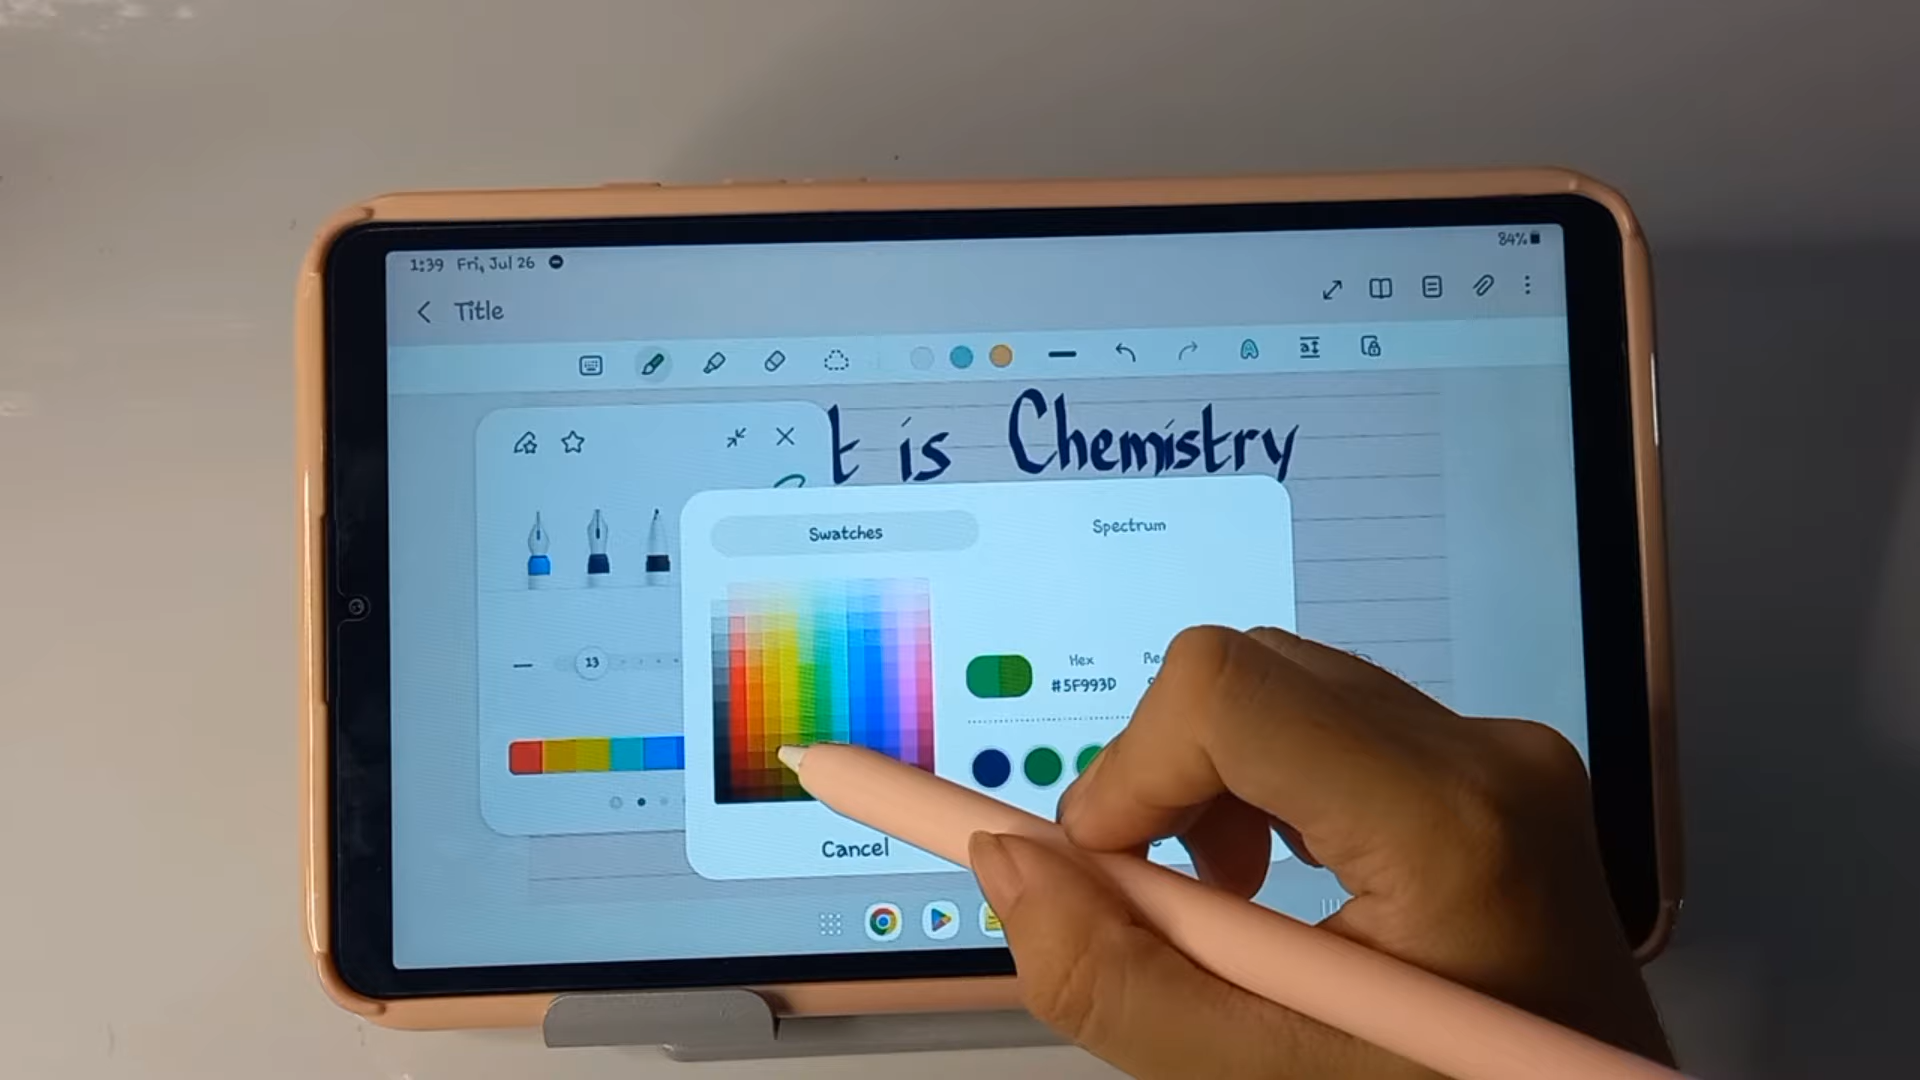 84%
1:39 Fri, Jul 26
Title
t is Chemistry
Swatches Spectrum
Hex
#5F993D
13
Cancel